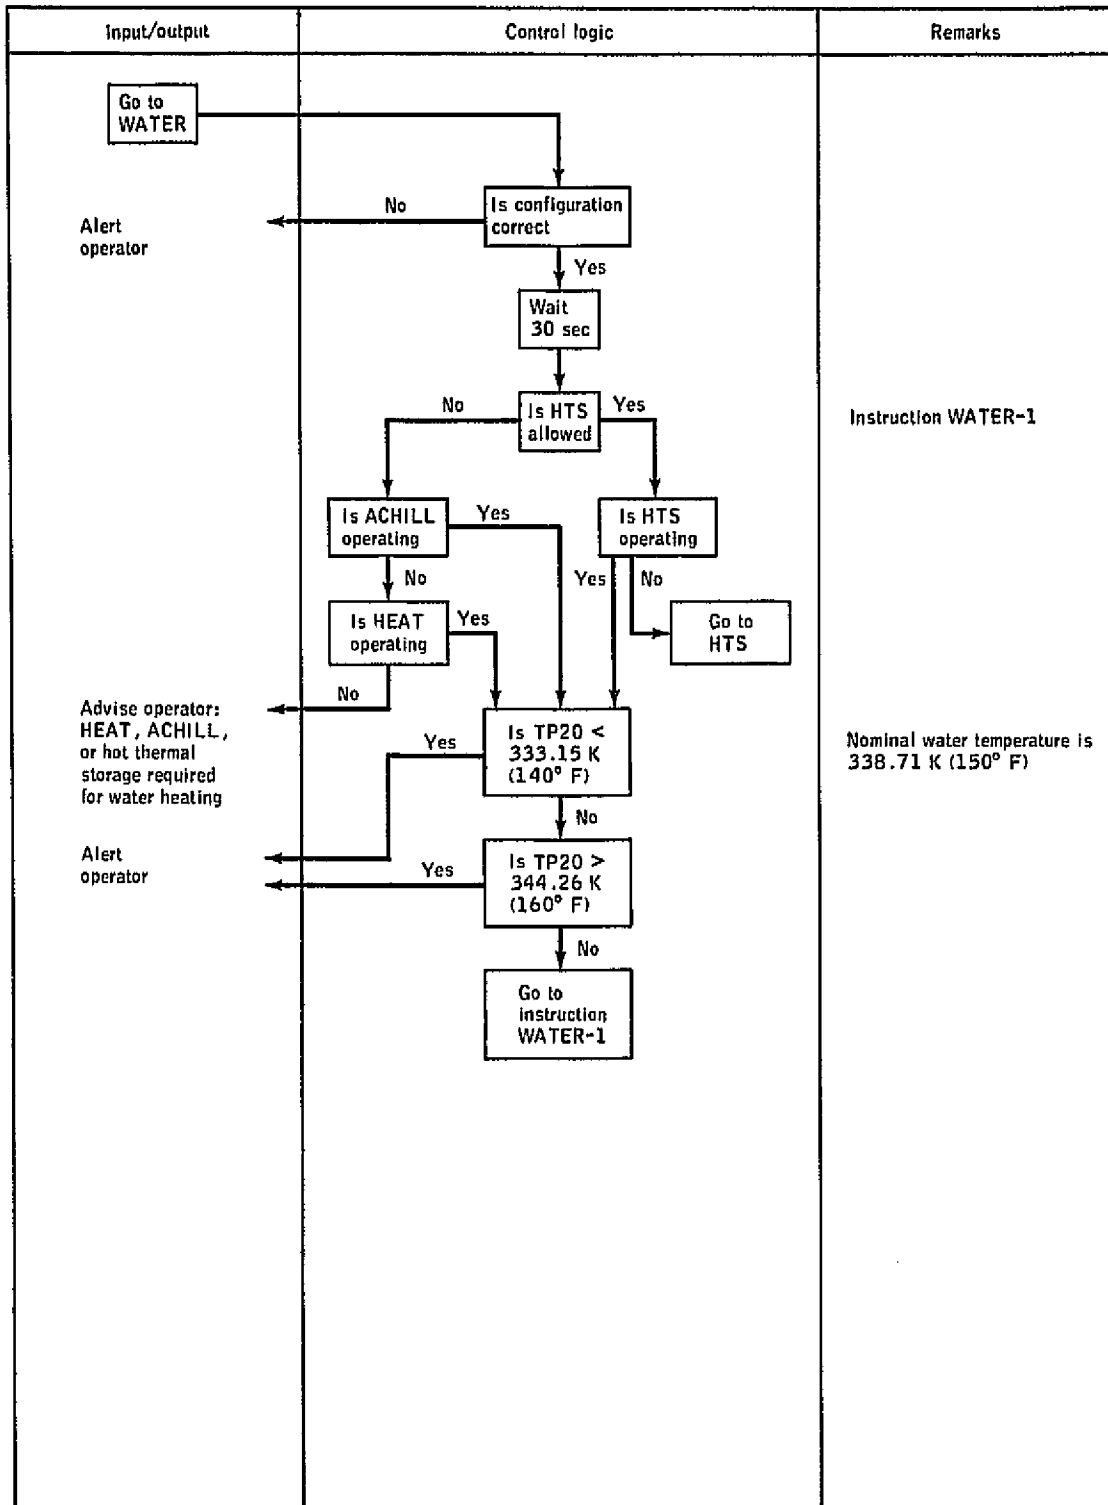 Input/output
Control logic
Remarks
Go to
WATER
Is configuration
correct
No
Alert
operator
Yes
Wait
30 sec
Is HTS
allowed
No
Yes
Instruction WATER-1
Is ACHILL
operating
Yes
Is HTS
operating
No
Yes
No
Is HEAT
operating
Yes
Go to
HTS
No
Advise operator:
HEAT, ACHILL,
or hot thermal
storage required
for water heating
Is TP20 <
333.15 K
(140° F)
Yes
Nominal water temperature is
338.71 K (150° F)
No
Alert
operator
Is TP20 >
344.26 K
(160° F)
Yes
No
Go to
instruction
WATER-1